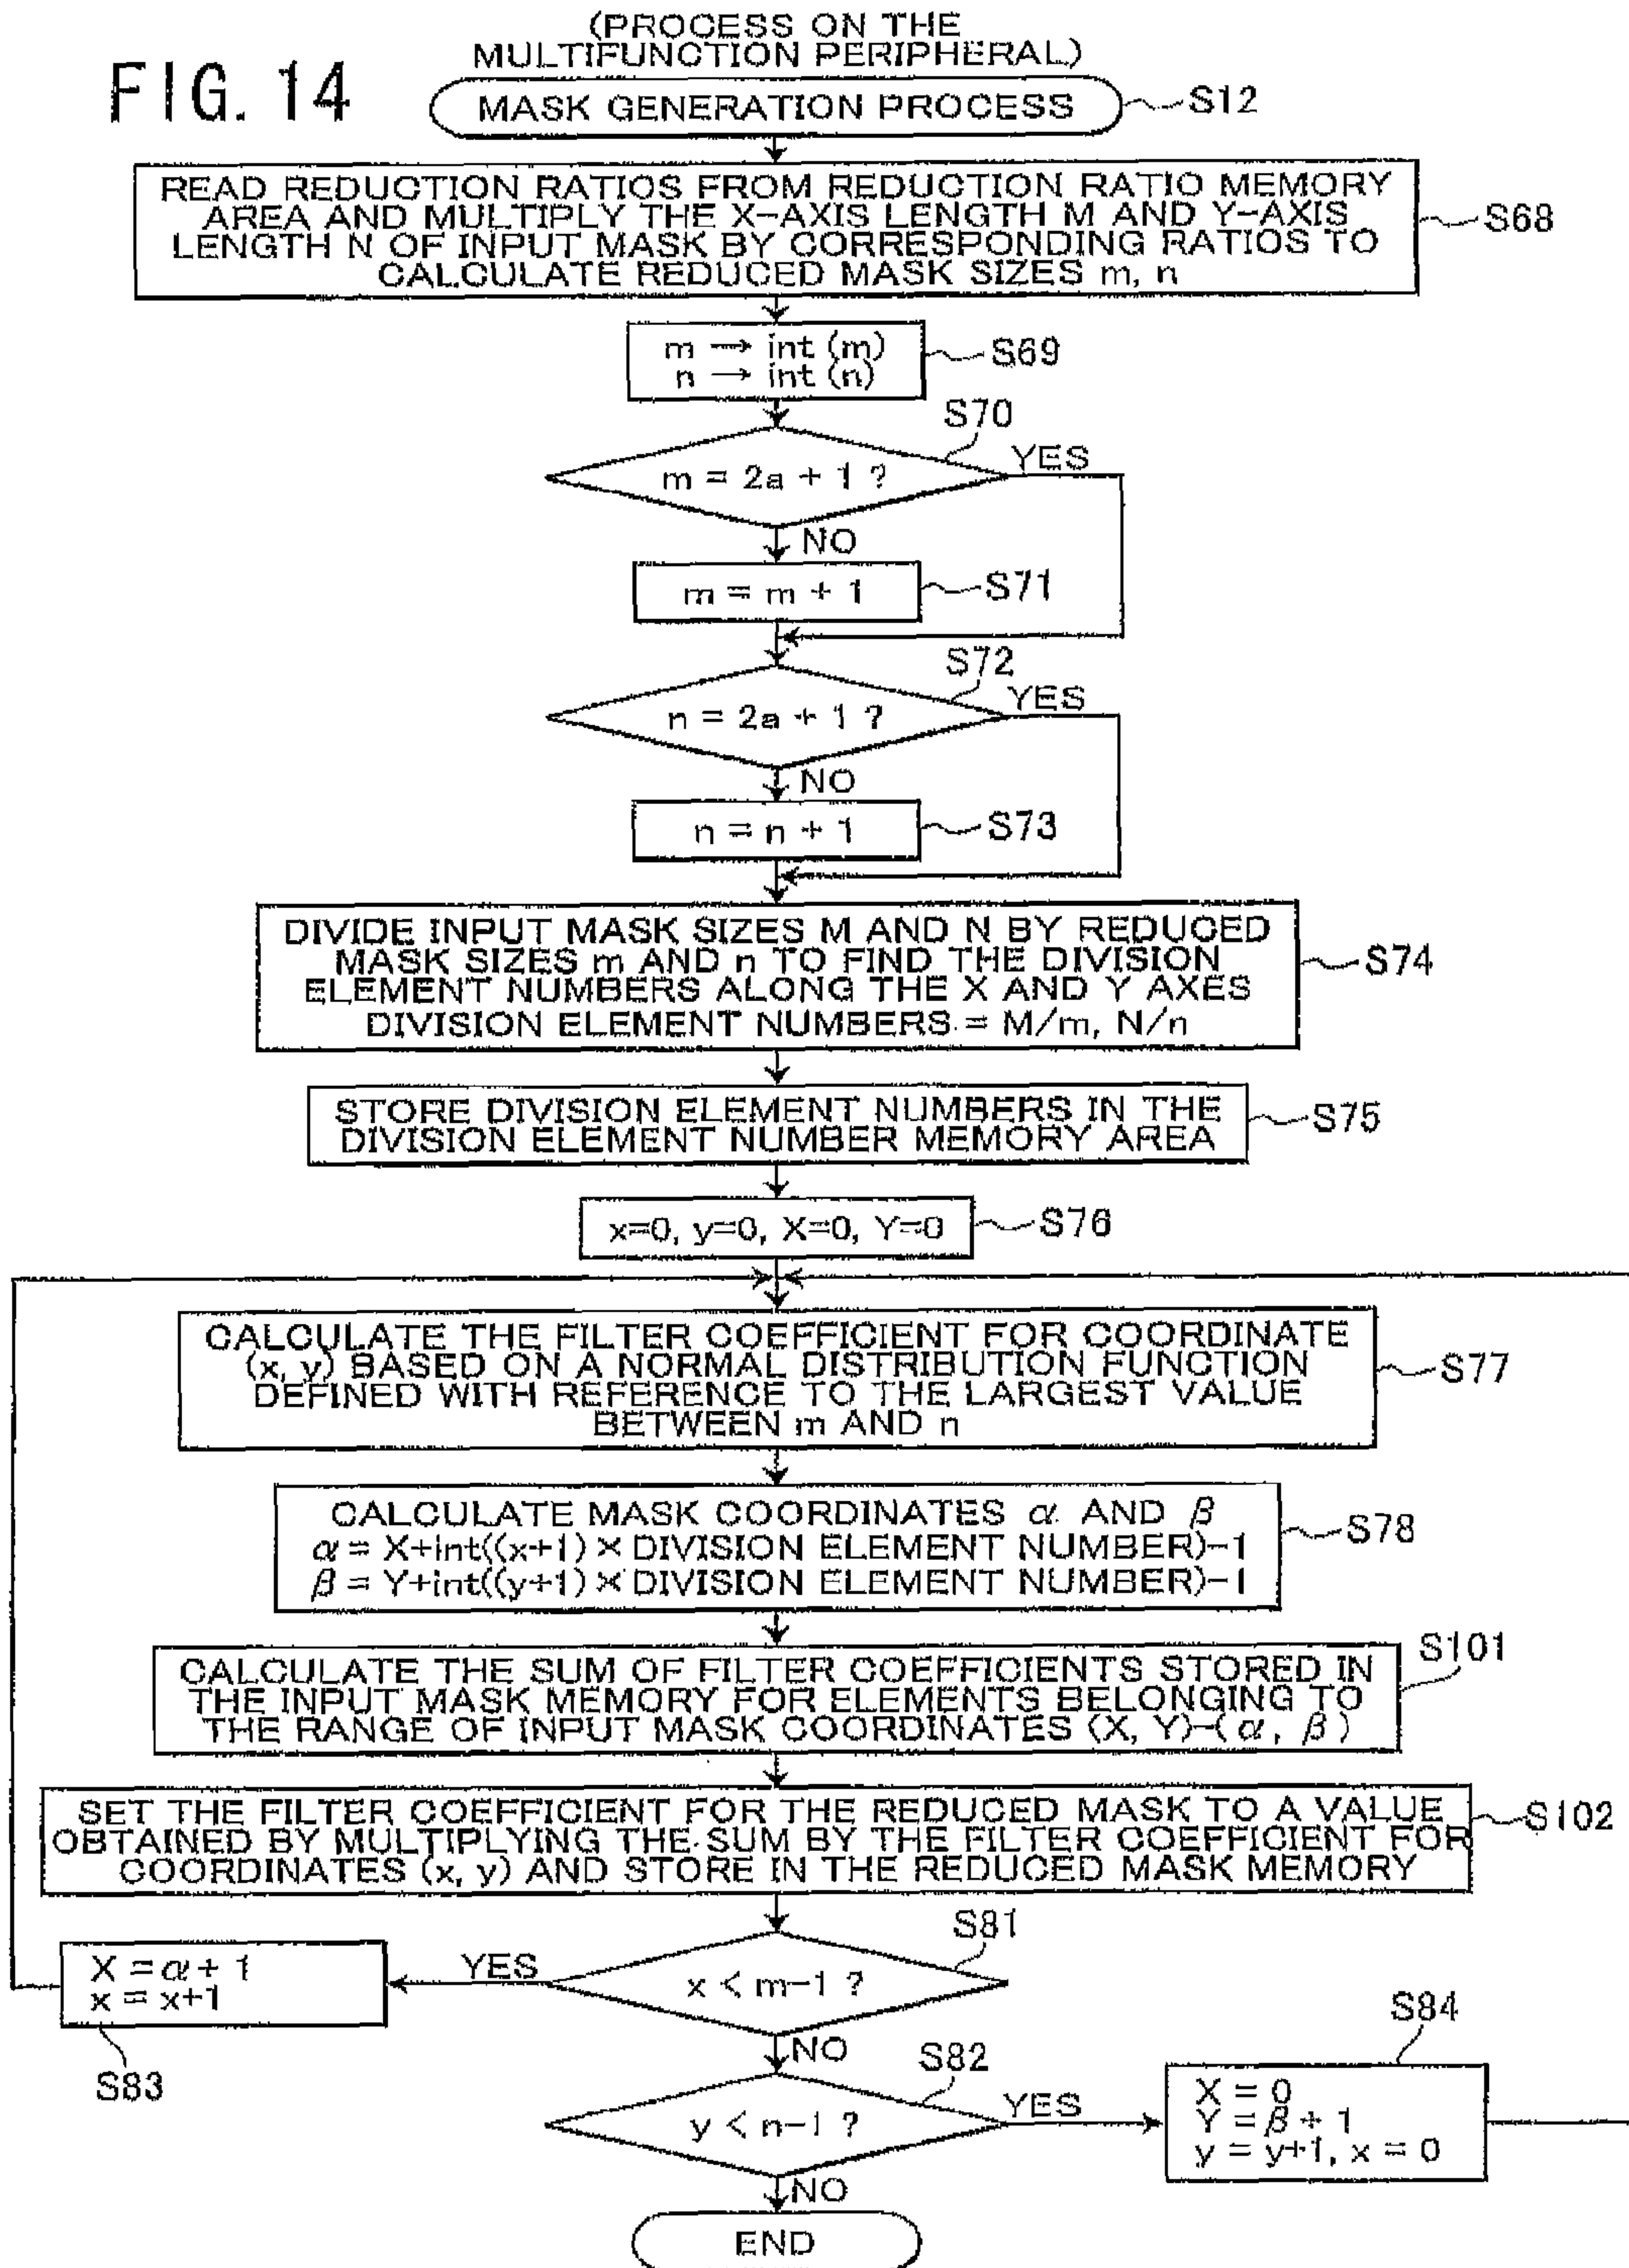 (PROCESS ON THE
MULTIFUNCTION PERIPHERAL)
FIG. 14
MASK GENERATION PROCESS
S12
READ REDUCTION RATIOS FROM REDUCTION RATIO MEMORY
AREA AND MULTIPLY THE X-AXIS LENGTH M AND Y-AXIS
LENGTH N OF INPUT MASK BY CORRESPONDING RATIOS TO
CALCULATE REDUCED MASK SIZES m, n
S68
m → int (m)
n → int (n)
S69
S70
m = 2a + 1 ?
YES
NO
m = m + 1
S71
S72
n = 2a + 1 ?
YES
NO
n = n + 1
S73
DIVIDE INPUT MASK SIZES M AND N BY REDUCED
MASK SIZES m AND n TO FIND THE DIVISION
ELEMENT NUMBERS ALONG THE X AND Y AXES
DIVISION ELEMENT NUMBERS = M/m, N/n
S74
STORE DIVISION ELEMENT NUMBERS IN THE
DIVISION ELEMENT NUMBER MEMORY AREA
S75
x=0, y=0, X=0, Y=0
S76
CALCULATE THE FILTER COEFFICIENT FOR COORDINATE
(x, y) BASED ON A NORMAL DISTRIBUTION FUNCTION
DEFINED WITH REFERENCE TO THE LARGEST VALUE
BETWEEN m AND n
S77
CALCULATE MASK COORDINATES α AND β
α = X+int((x+1) × DIVISION ELEMENT NUMBER)-1
β = Y+int((y+1) × DIVISION ELEMENT NUMBER)-1
S78
CALCULATE THE SUM OF FILTER COEFFICIENTS STORED IN
THE INPUT MASK MEMORY FOR ELEMENTS BELONGING TO
THE RANGE OF INPUT MASK COORDINATES (X, Y)-(α, β)
S101
SET THE FILTER COEFFICIENT FOR THE REDUCED MASK TO A VALUE
OBTAINED BY MULTIPLYING THE SUM BY THE FILTER COEFFICIENT FOR
COORDINATES (x, y) AND STORE IN THE REDUCED MASK MEMORY
S102
S81
x < m-1 ?
YES
NO
X = α + 1
x = x+1
S83
S82
y < n-1 ?
YES
NO
S84
X = 0
Y = β + 1
y = y+1, x = 0
END